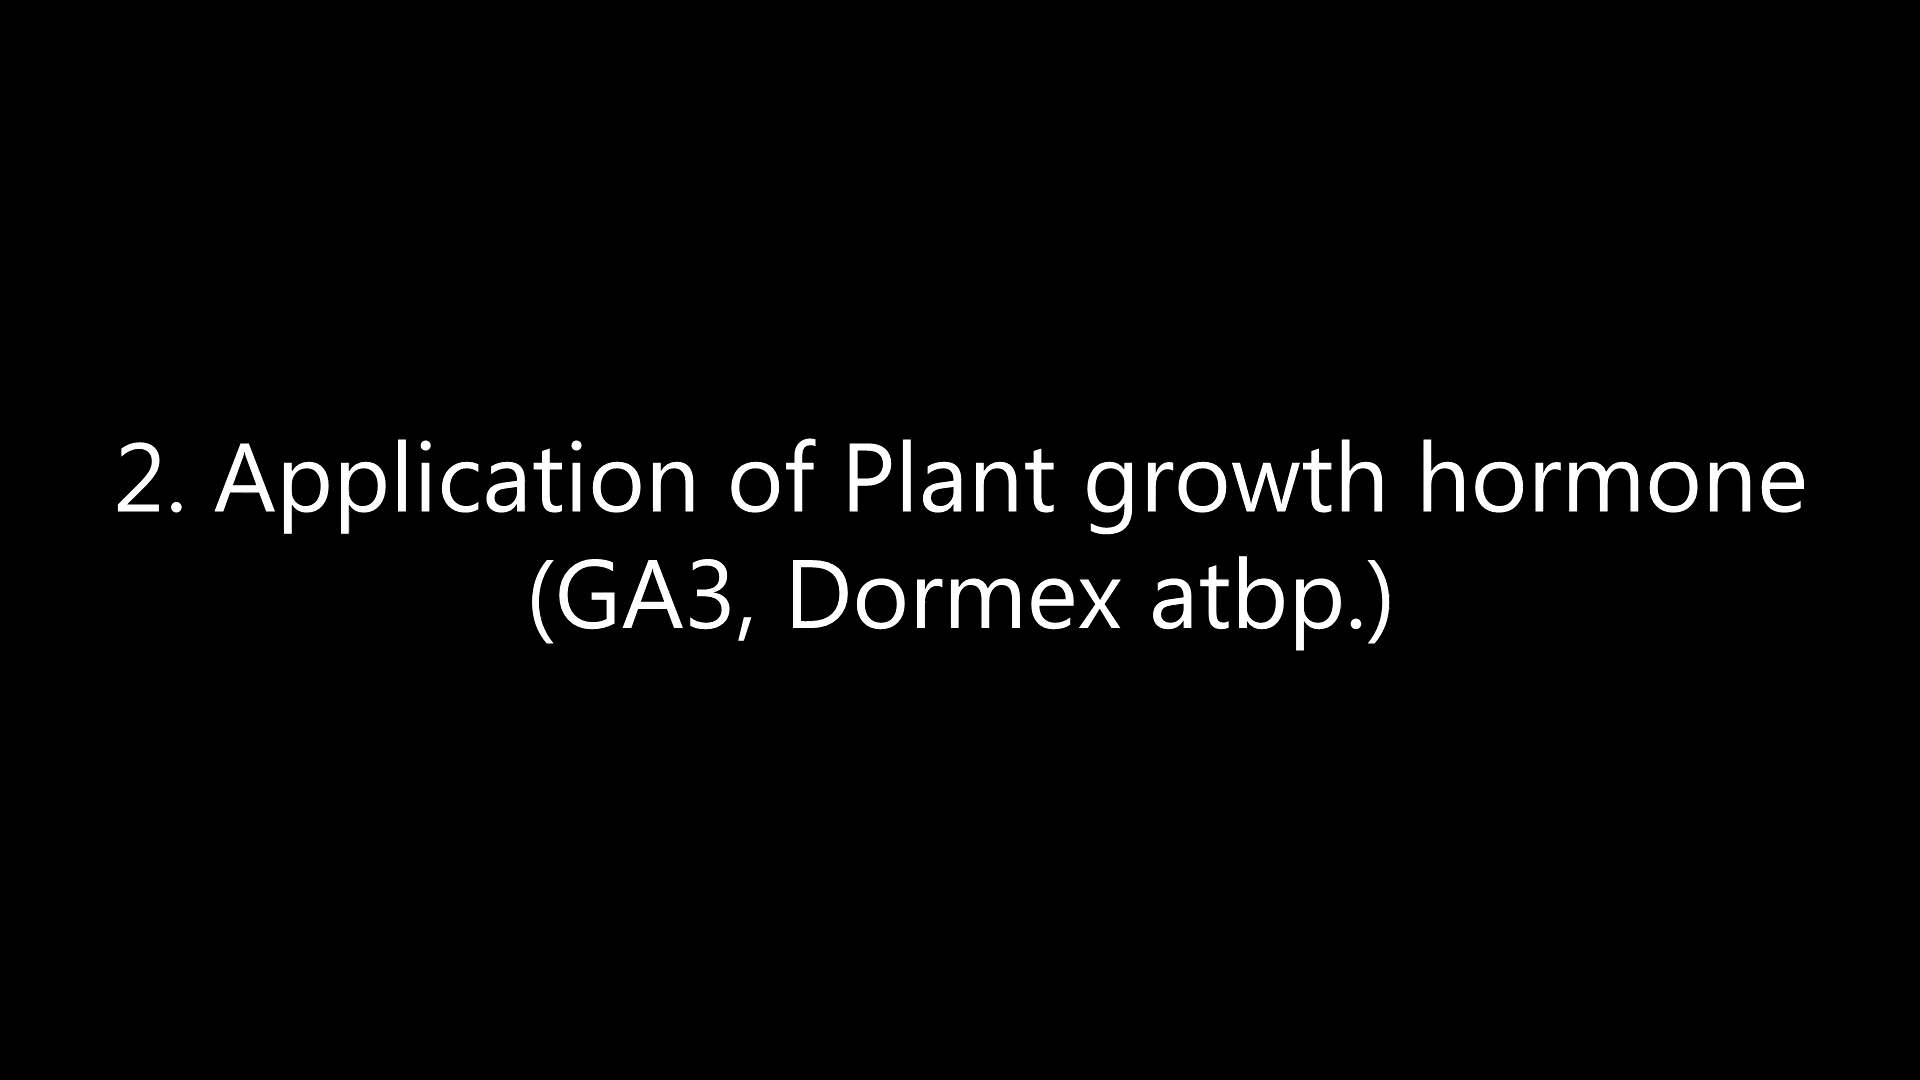 2. Application of Plant growth hormone
(GA3, Dormex atbp.)